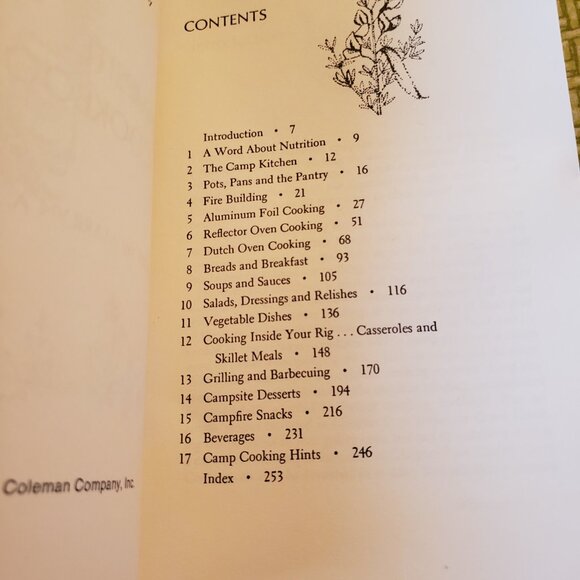 CONTENTS
Introduction • 7
1 A Word About Nutrition • 9
2 The Camp Kitchen • 12
3 Pots, Pans and the Pantry • 16
4 Fire Building • 21
5 Aluminum Foil Cooking • 27
6 Reflector Oven Cooking • 51
7 Dutch Oven Cooking • 68
8 Breads and Breakfast • 93
9 Soups and Sauces • 105
10 Salads, Dressings and Relishes • 116
11 Vegetable Dishes • 136
12 Cooking Inside Your Rig . . . Casseroles and
Skillet Meals • 148
13 Grilling and Barbecuing • 170
14 Campsite Desserts • 194
15 Campfire Snacks • 216
16 Beverages • 231
17 Camp Cooking Hints • 246
Index • 253
Coleman Company, Inc